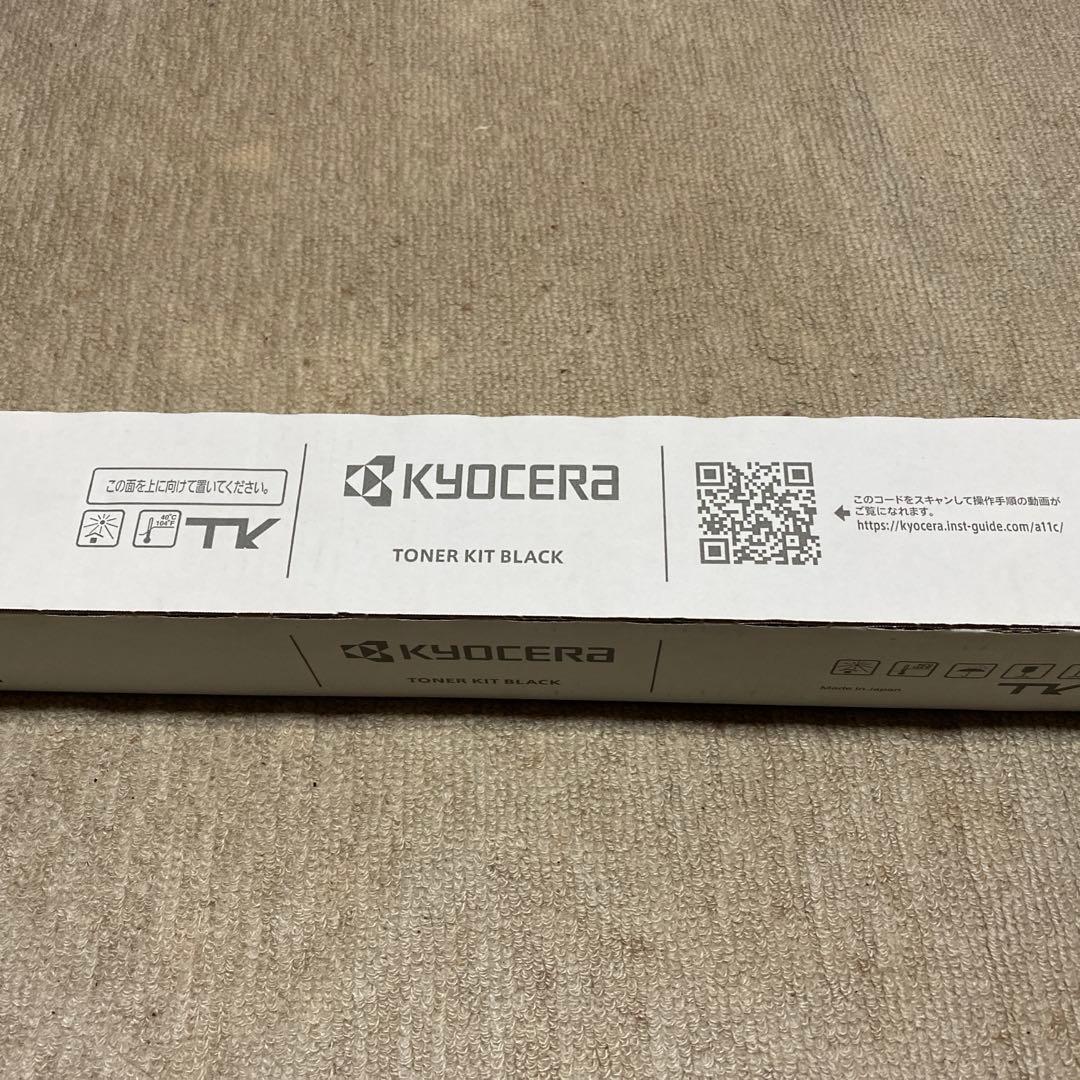 この面を上に向けて置いてください。
40°C
104°F
TK
KYOCERA
TONER KIT BLACK
このコードをスキャンして操作手順の動画が
ご覧になれます。
https://kyocera.inst-guide.com/a11c/
KYOCERA
TONER KIT BLACK
Made in Japan
TK